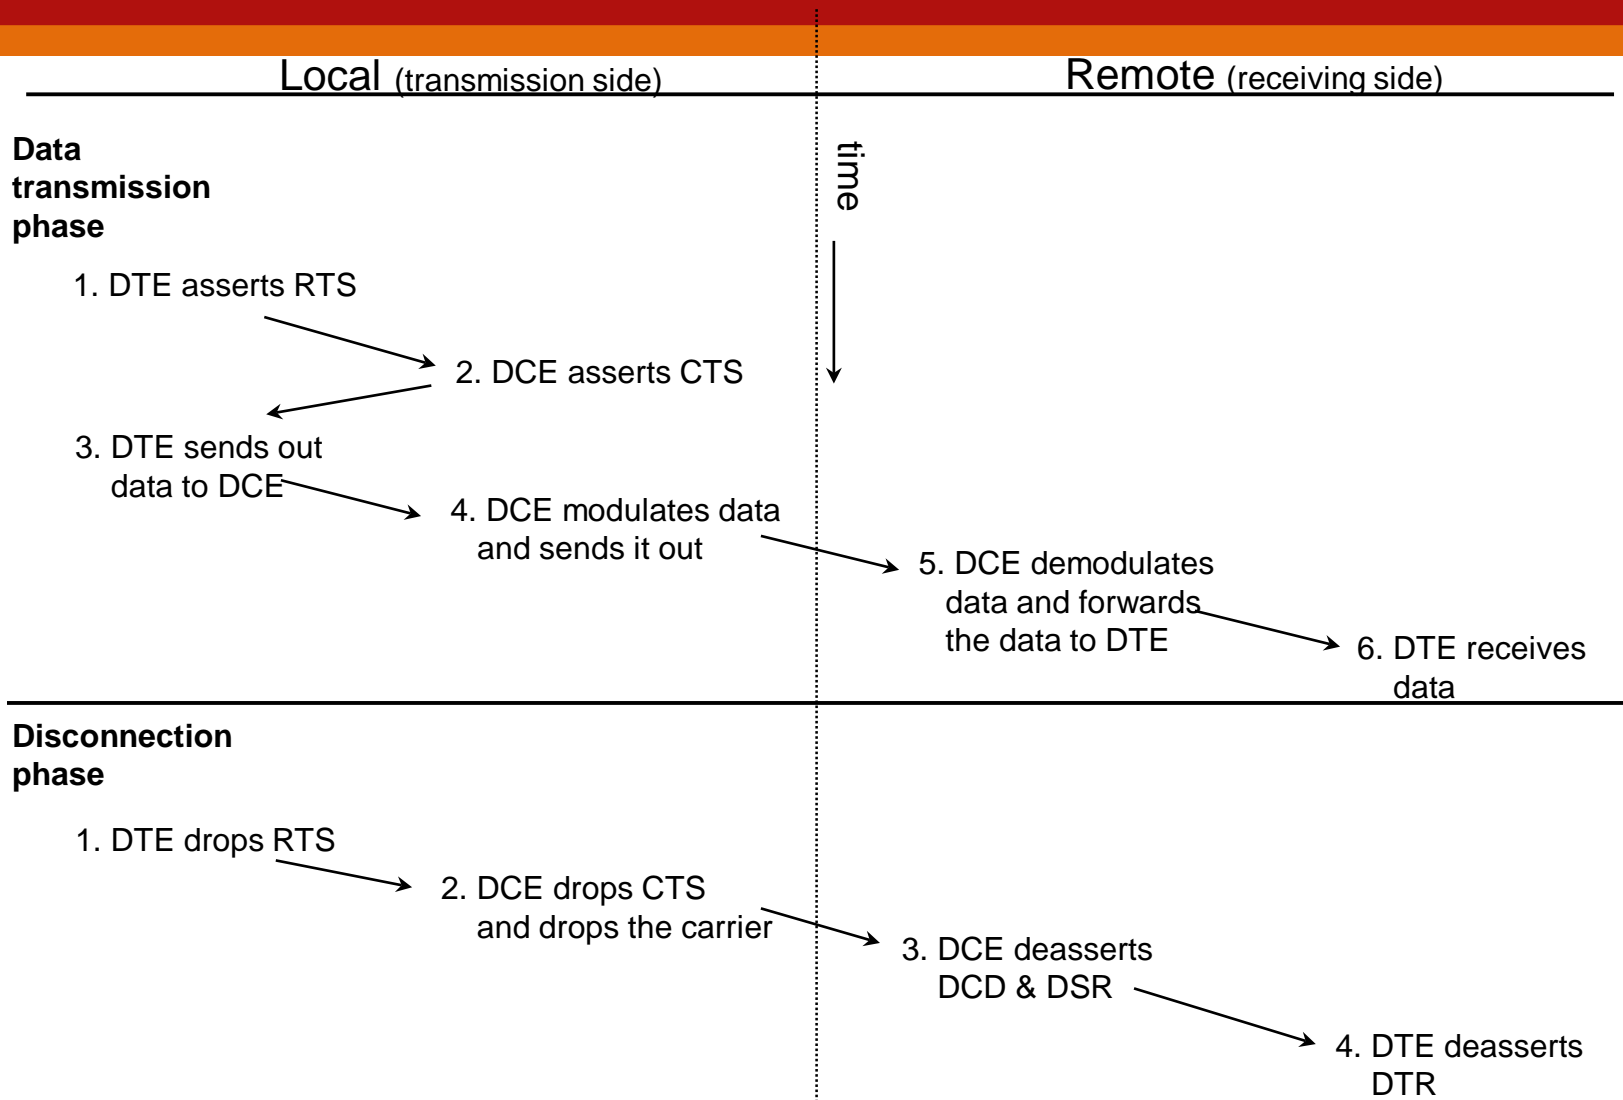 Local (transmission side)
Remote (receiving side)
Data
transmission
phase
time
1. DTE asserts RTS
2. DCE asserts CTS
3. DTE sends out
data to DCE
4. DCE modulates data
and sends it out
5. DCE demodulates
data and forwards
the data to DTE
6. DTE receives
data
Disconnection
phase
1. DTE drops RTS
2. DCE drops CTS
and drops the carrier
3. DCE deasserts
DCD & DSR
4. DTE deasserts
DTR